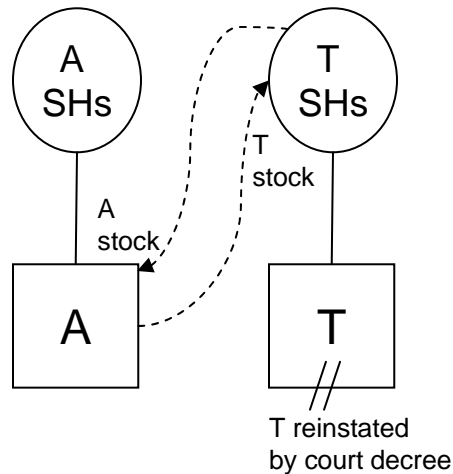 A
SHs
T
SHs
T
stock
A
stock
A
T
T reinstated
by court decree